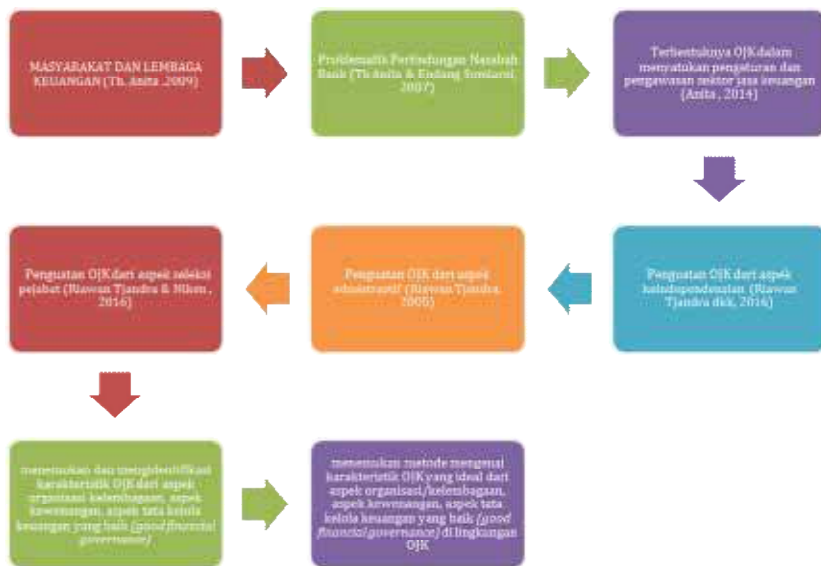 MASYARAKAT DAN LEMBAGA
KEUANGAN (Th. Anita ,2009)
Problematik Perlindungan Nasabah
Bank (Th Anita & Endang Sumiarni,
2007)
Terbentuknya OJK dalam
menyatukan pengaturan dan
pengawasan sektor jasa keuangan
(Anita , 2014)
Penguatan OJK dari aspek
keindependenian (Riawan
Tjandra dkk, 2016)
Penguatan OJK dari aspek
(Riawan Tjandra,
Penguatan OJK dari aspek seleksi
pejabat (Riawan Tjandra & Niken ,
2016)
menemukan dan mengidentifikasi
karakteristik OJK dari aspek
organisasi kelembagaan, aspek
kewenangan, aspek tata kelola
keuangan yang baik (good financial
governance)
menemukan metode mengenai
karakteristik OJK yang ideal dari
aspek organisasi/kelembagaan,
aspek kewenangan, aspek tata
kelola keuangan yang baik (good
financial governance) di lingkungan
OJK